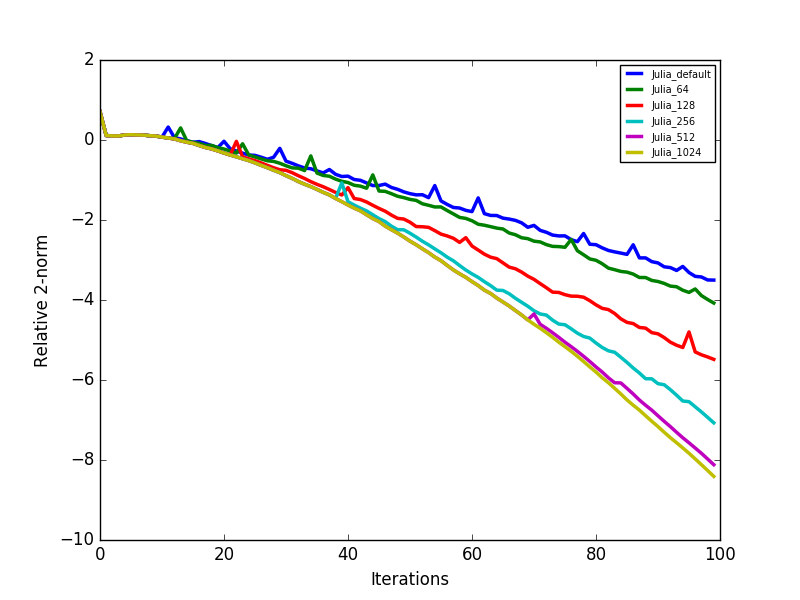 2
0
−2
−4
−6
−8
−10
0 20 40 60 80 100
Iterations
Relative 2-norm
Julia_default
Julia_64
Julia_128
Julia_256
Julia_512
Julia_1024